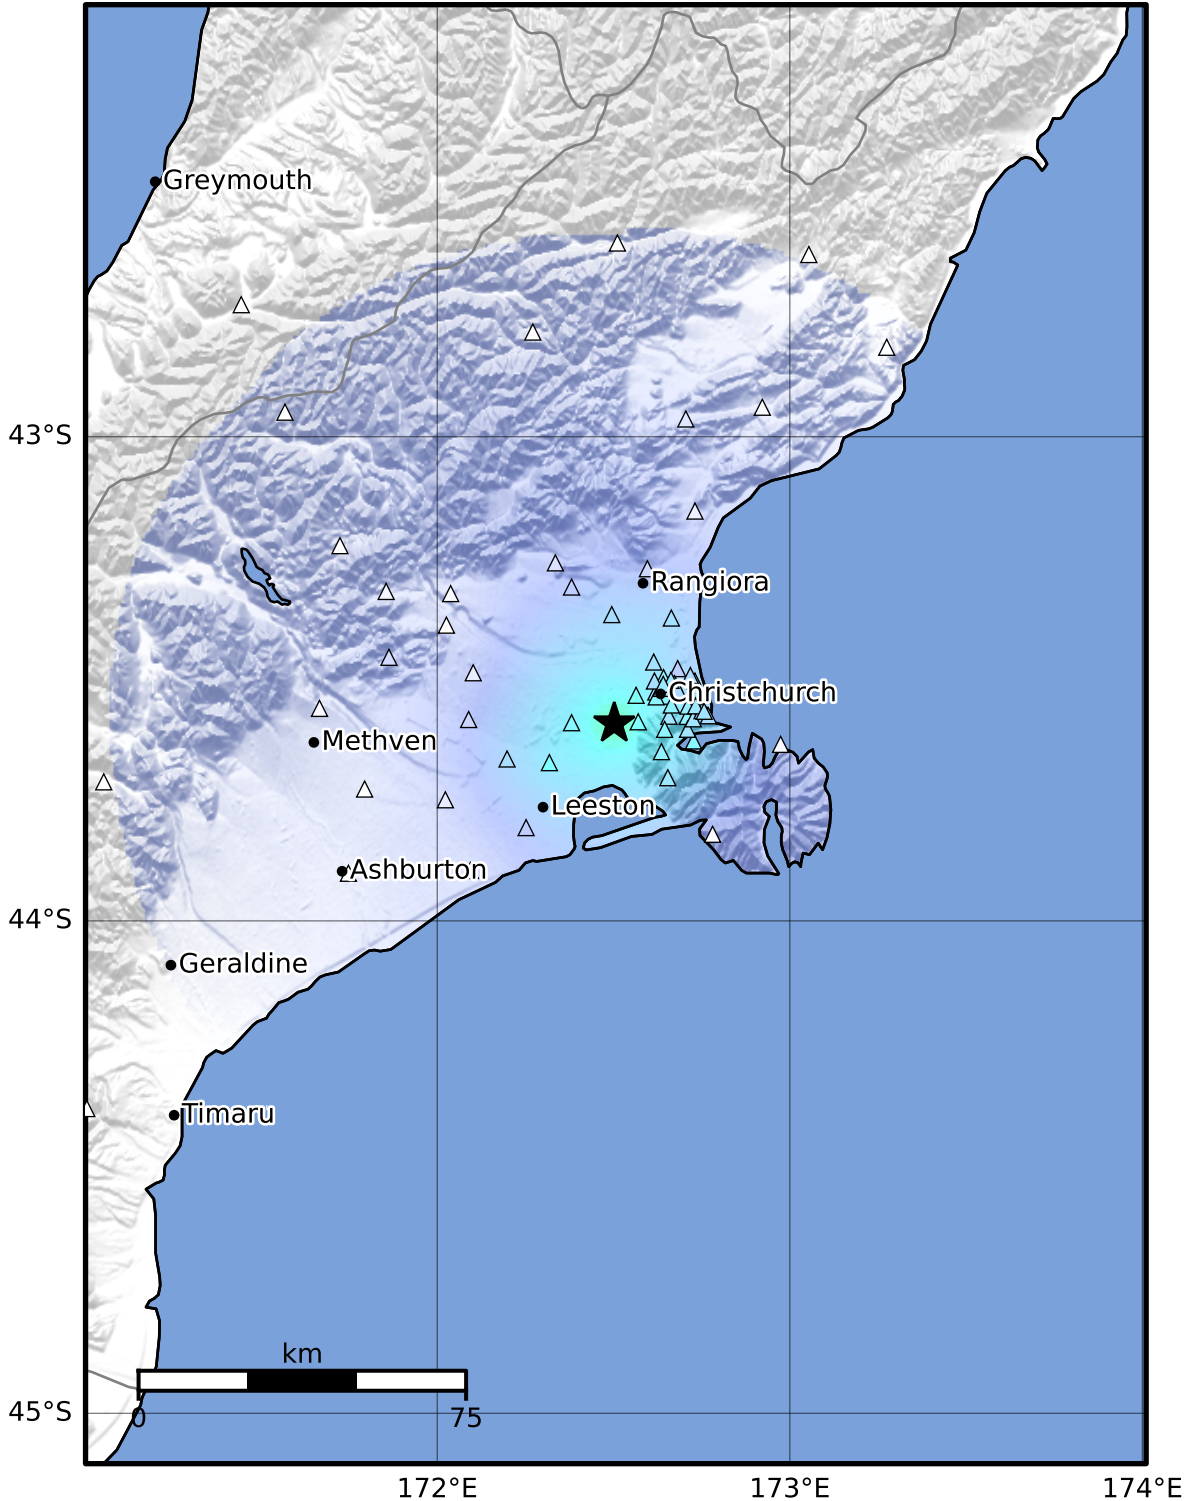 Greymouth
43°S
Rangiora
Christchurch
Methven
Leeston
Ashburton
44°S
Geraldine
Timaru
km
0
75
45°S
172°E
173°E
174°E